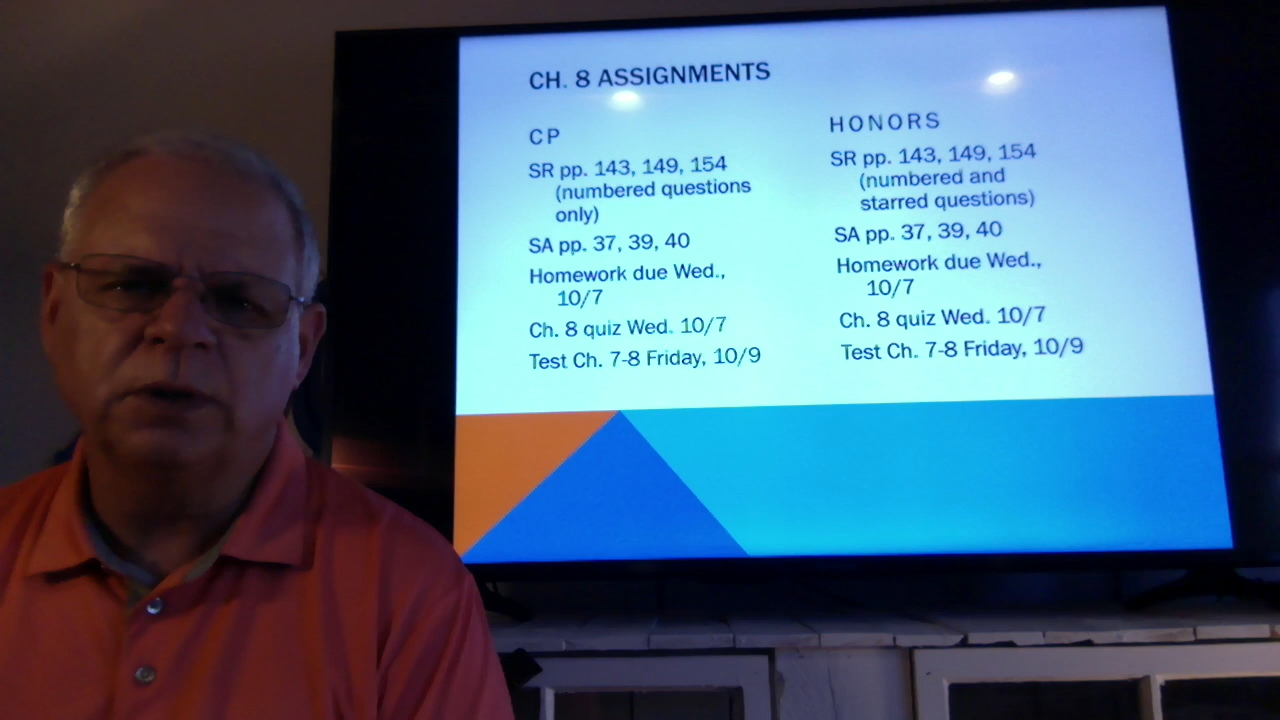 CH. 8 ASSIGNMENTS
CP
SR pp. 143, 149, 154
(numbered questions
only)
SA pp. 37, 39, 40
Homework due Wed.,
10/7
Ch. 8 quiz Wed. 10/7
Test Ch. 7-8 Friday, 10/9
HONORS
SR pp. 143, 149, 154
(numbered and
starred questions)
SA pp. 37, 39, 40
Homework due Wed.,
10/7
Ch. 8 quiz Wed. 10/7
Test Ch. 7-8 Friday, 10/9